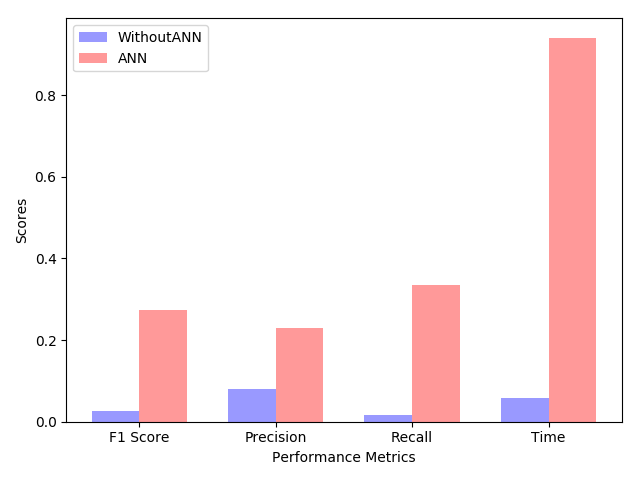 WithoutANN
ANN
Scores
0.8
0.6
0.4
0.2
0.0
F1 Score
Precision
Recall
Time
Performance Metrics